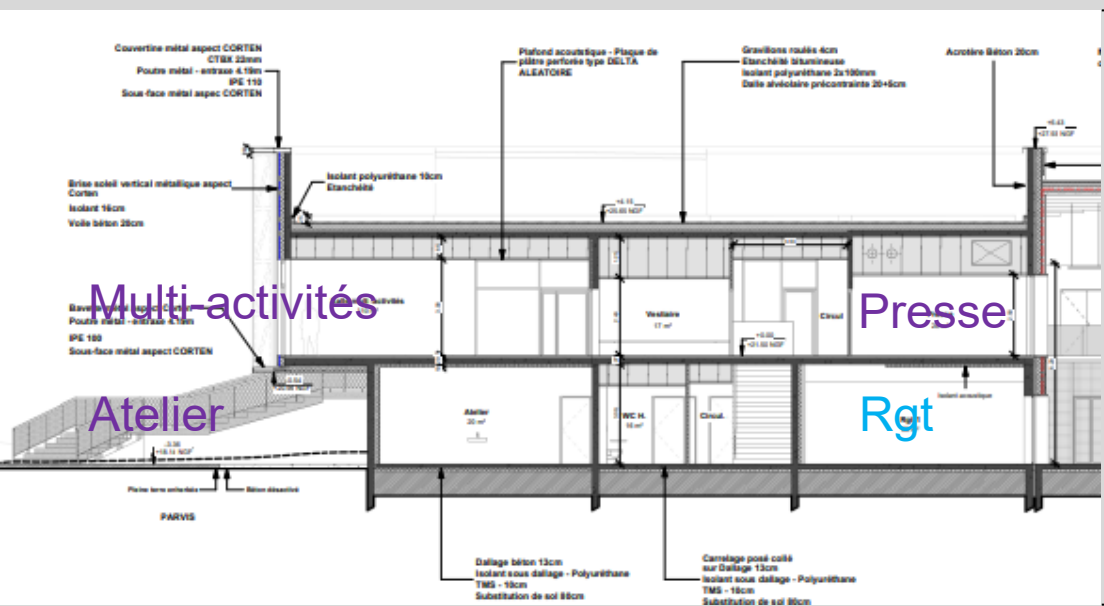 Couvertine métal aspect CORTEN
CTBX 22mm
Poutre métal - entraxe 4.15m
IPE 110
Sous-face métal aspec CORTEN
Plafond acoutstique - Plaque de
plâtre perforée type DELTA
ALEATOIRE
Gravillons roulés 4cm
Etanchéité bitumineuse
Isolant polyuréthane 2x100mm
Dalle alvéolaire précontrainte 20+5cm
Acrotère Béton 20cm
Brise soleil vertical métallique aspect
Corten
Isolant 16cm
Voile béton 20cm
Isolant polyuréthane 10cm
Etanchéité
Multi-activités
Poutre métal - entraxe 4.15m
IPE 180
Sous-face métal aspect CORTEN
Vestiaire
17 m²
Circul
Presse
Atelier
Atelier
WC H.
Circul.
Rgt
Isolant acoustique
Béton désactivé
PARVIS
Dallage béton 13cm
Isolant sous dallage - Polyuréthane
TMS - 10cm
Substitution de sol 80cm
Carrelage posé collé
sur Dallage 13cm
Isolant sous dallage - Polyuréthane
TMS - 10cm
Substitution de sol 80cm